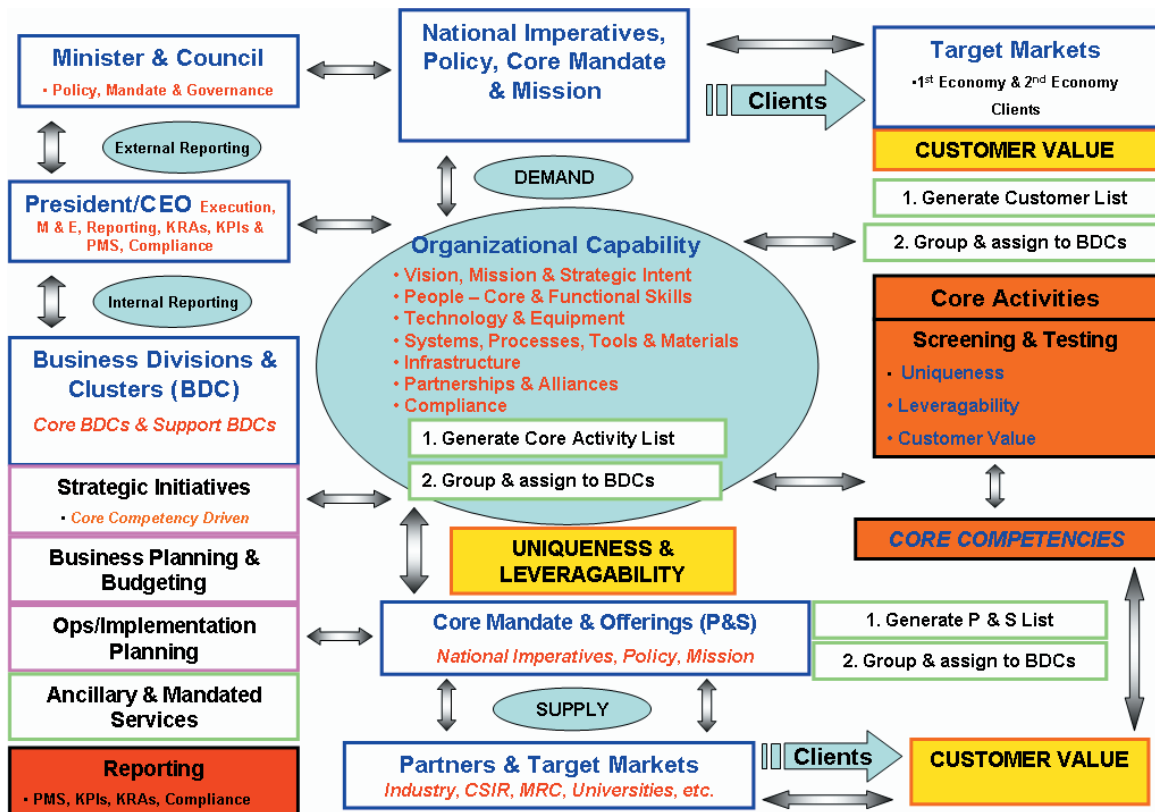 Minister & Council
• Policy, Mandate & Governance
National Imperatives,
Policy, Core Mandate
& Mission
Clients
Target Markets
•1st Economy & 2nd Economy
Clients
CUSTOMER VALUE
1. Generate Customer List
2. Group & assign to BDCs
External Reporting
DEMAND
President/CEO Execution,
M & E, Reporting, KRAs, KPIs &
PMS, Compliance
Internal Reporting
Organizational Capability
• Vision, Mission & Strategic Intent
• People – Core & Functional Skills
• Technology & Equipment
• Systems, Processes, Tools & Materials
• Infrastructure
• Partnerships & Alliances
• Compliance
1. Generate Core Activity List
2. Group & assign to BDCs
Core Activities
Screening & Testing
• Uniqueness
• Leveragability
• Customer Value
CORE COMPETENCIES
Business Divisions &
Clusters (BDC)
Core BDCs & Support BDCs
Strategic Initiatives
• Core Competency Driven
Business Planning &
Budgeting
Ops/Implementation
Planning
Ancillary & Mandated
Services
Reporting
• PMS, KPIs, KRAs, Compliance
UNIQUENESS &
LEVERAGABILITY
Core Mandate & Offerings (P&S)
National Imperatives, Policy, Mission
1. Generate P & S List
2. Group & assign to BDCs
SUPPLY
Partners & Target Markets
Industry, CSIR, MRC, Universities, etc.
Clients
CUSTOMER VALUE